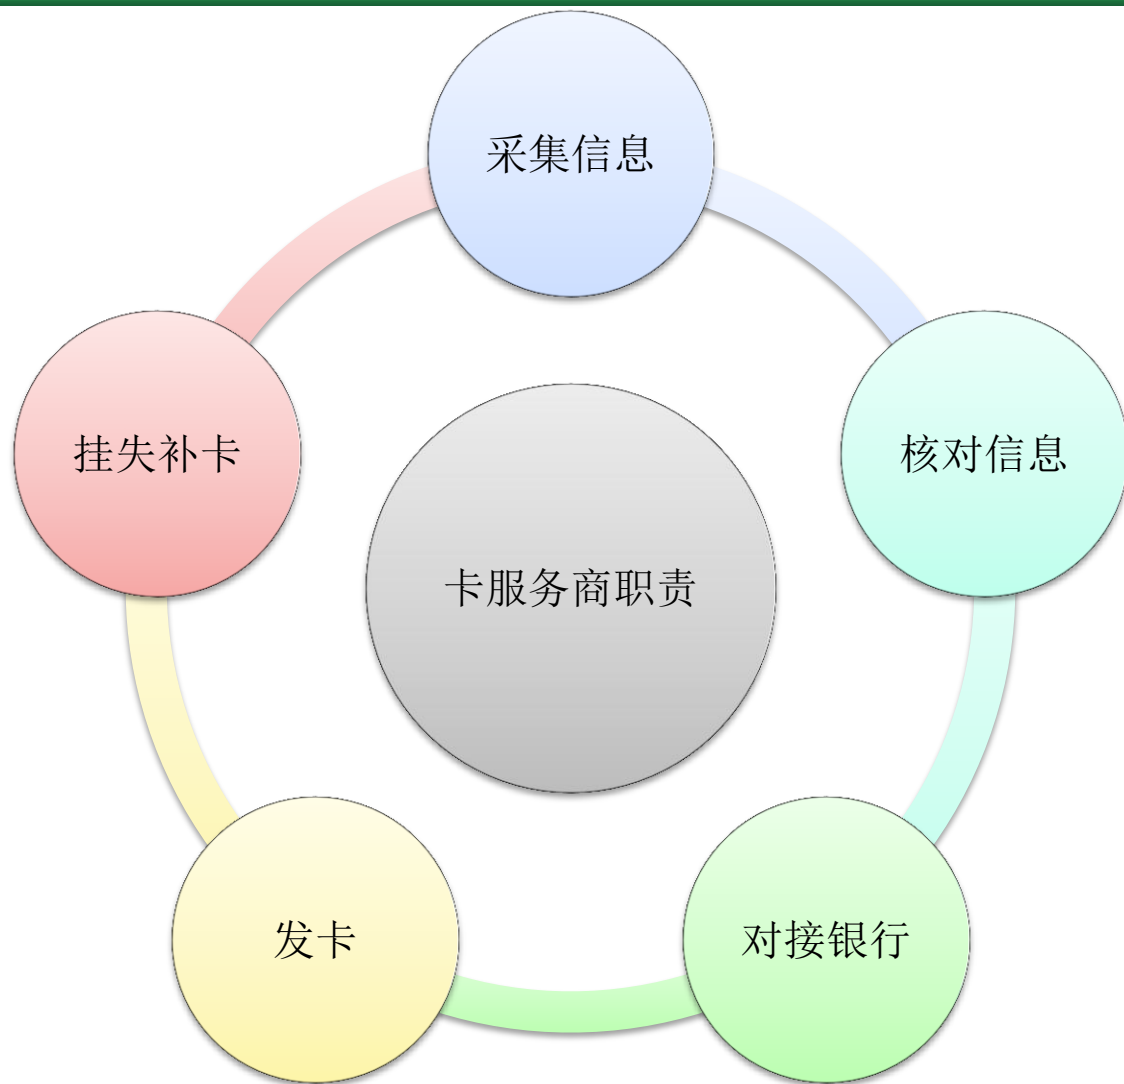 采集信息
核对信息
对接银行
发卡
挂失补卡
卡服务商职责